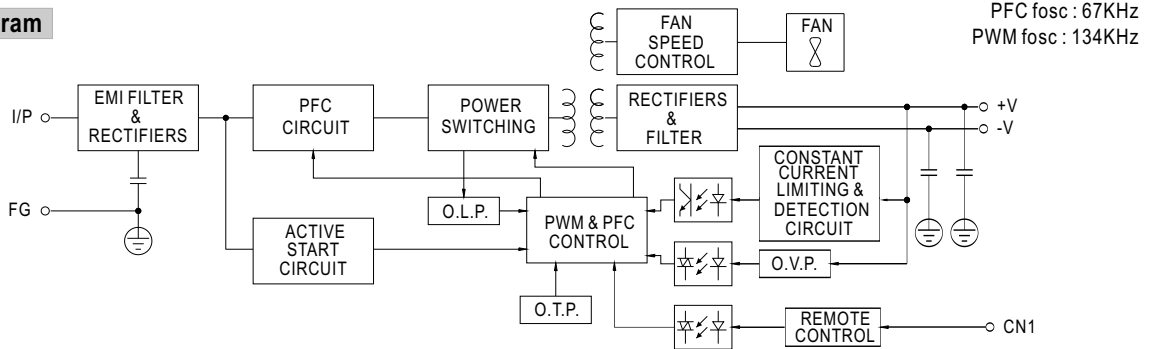 ram
PFC fosc : 67KHz
PWM fosc : 134KHz
FAN
SPEED
CONTROL
FAN
I/P
EMI FILTER
&
RECTIFIERS
PFC
CIRCUIT
POWER
SWITCHING
RECTIFIERS
&
FILTER
+V
-V
CONSTANT
CURRENT
LIMITING &
DETECTION
CIRCUIT
FG
O.L.P.
PWM & PFC
CONTROL
ACTIVE
START
CIRCUIT
O.V.P.
O.T.P.
REMOTE
CONTROL
CN1